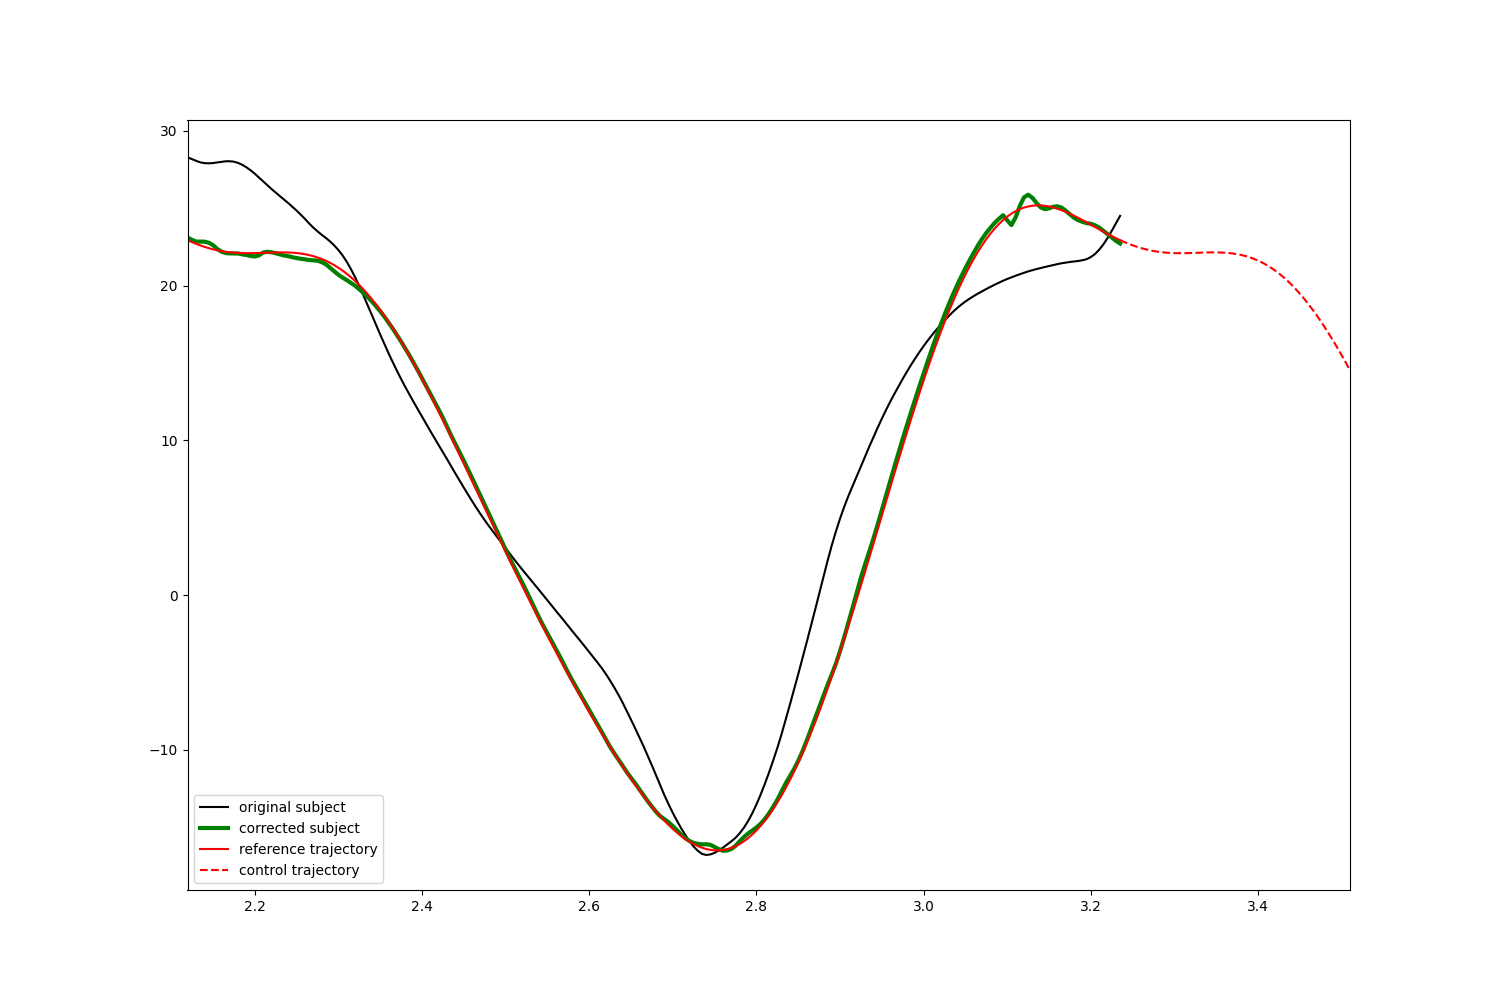 30
20
10
0
−10
original subject
corrected subject
reference trajectory
control trajectory
2.2 2.4 2.6 2.8 3.0 3.2 3.4